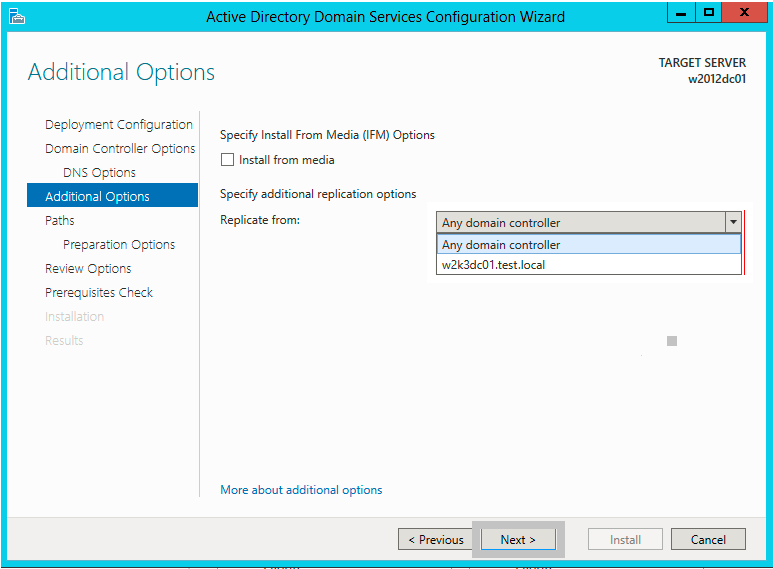 Active Directory Domain Services Configuration Wizard
Additional Options
TARGET SERVER
w2012dc01
Deployment Configuration
Domain Controller Options
DNS Options
Additional Options
Paths
Preparation Options
Review Options
Prerequisites Check
Installation
Results
Specify Install From Media (IFM) Options
Install from media
Specify additional replication options
Replicate from:
Any domain controller
Any domain controller
w2k3dc01.test.local
More about additional options
< Previous
Next >
Install
Cancel